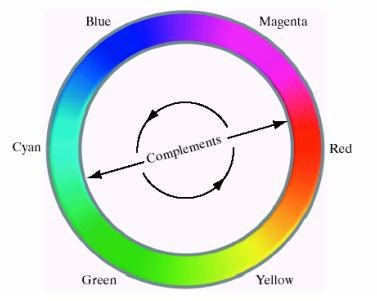 Blue
Magenta
Cyan
Complements
Red
Green
Yellow